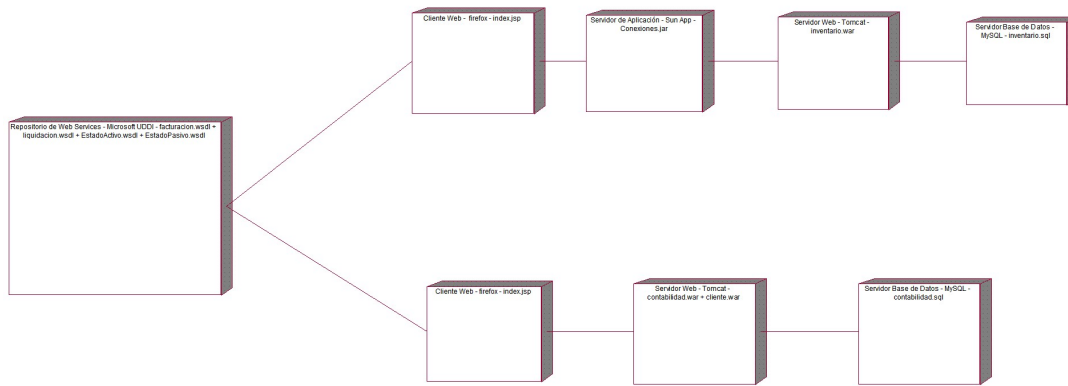 Cliente Web - firefox - index.jsp
Servidor de Aplicación - Sun App -
Conexiones.jar
Servidor Web - Tomcat -
inventario.war
Servidor Base de Datos -
MySQL - inventario.sql
Repositorio de Web Services - Microsoft UDDI - facturacion.wsdl +
liquidacion.wsdl + EstadoActivo.wsdl + EstadoPasivo.wsdl
Cliente Web - firefox - index.jsp
Servidor Web - Tomcat -
contabilidad.war + cliente.war
Servidor Base de Datos - MySQL -
contabilidad.sql